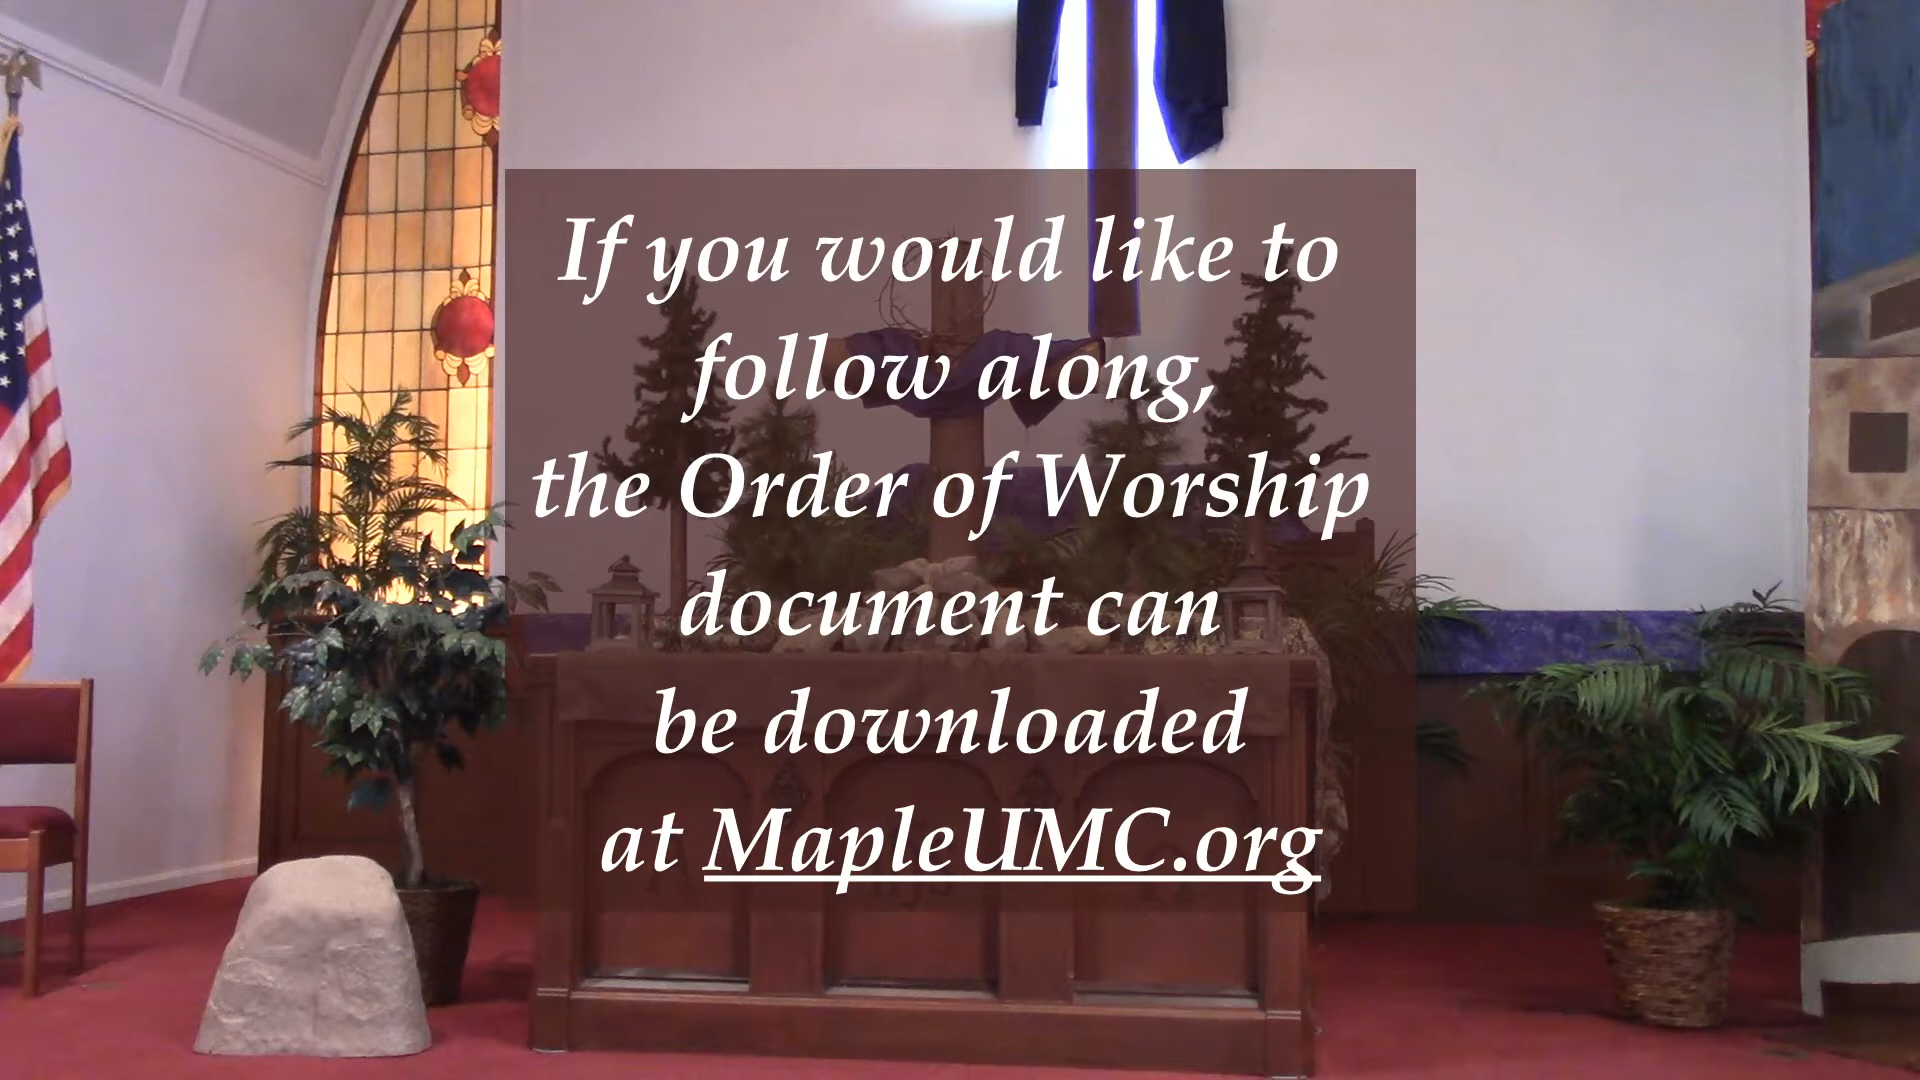 If you would like to
follow along,
the Order of Worship
document can
be downloaded
at MapleUMC.org